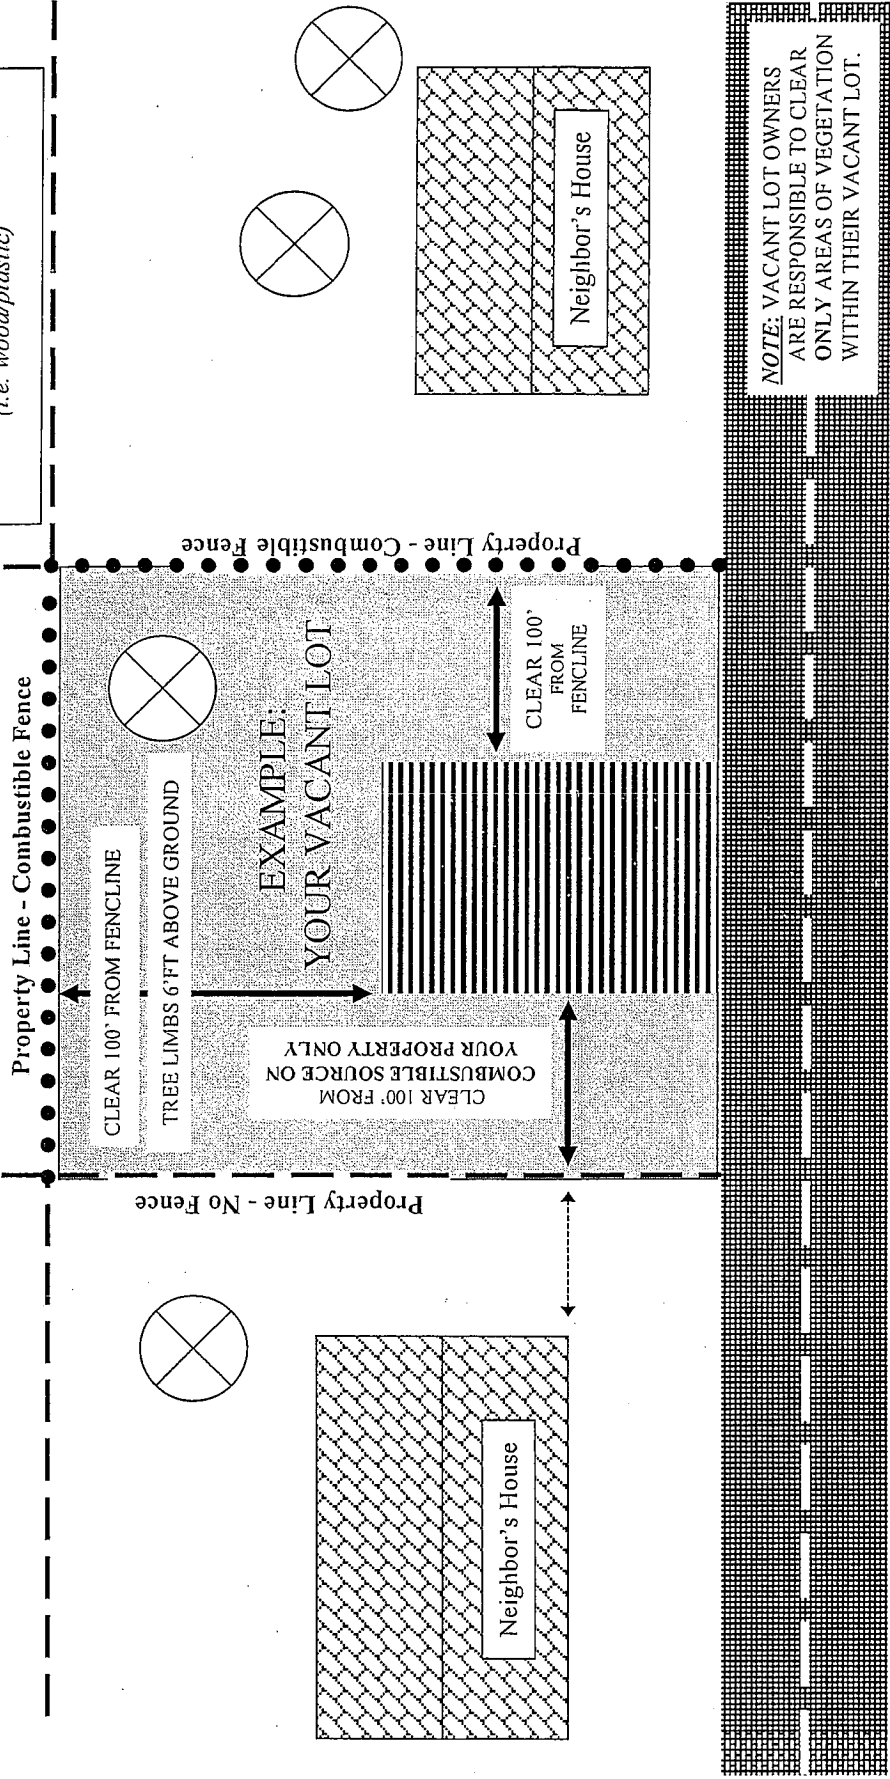 (i.e. wood/plastic)
Property Line - Combustible Fence
CLEAR 100' FROM FENCLINE
TREE LIMBS 6'FT ABOVE GROUND
EXAMPLE:
YOUR VACANT LOT
CLEAR 100' FROM
COMBUSTIBLE SOURCE ON
YOUR PROPERTY ONLY
CLEAR 100'
FROM
FENCLINE
Property Line - No Fence
Property Line - Combustible Fence
Neighbor's House
Neighbor's House
NOTE: VACANT LOT OWNERS
ARE RESPONSIBLE TO CLEAR
ONLY AREAS OF VEGETATION
WITHIN THEIR VACANT LOT.